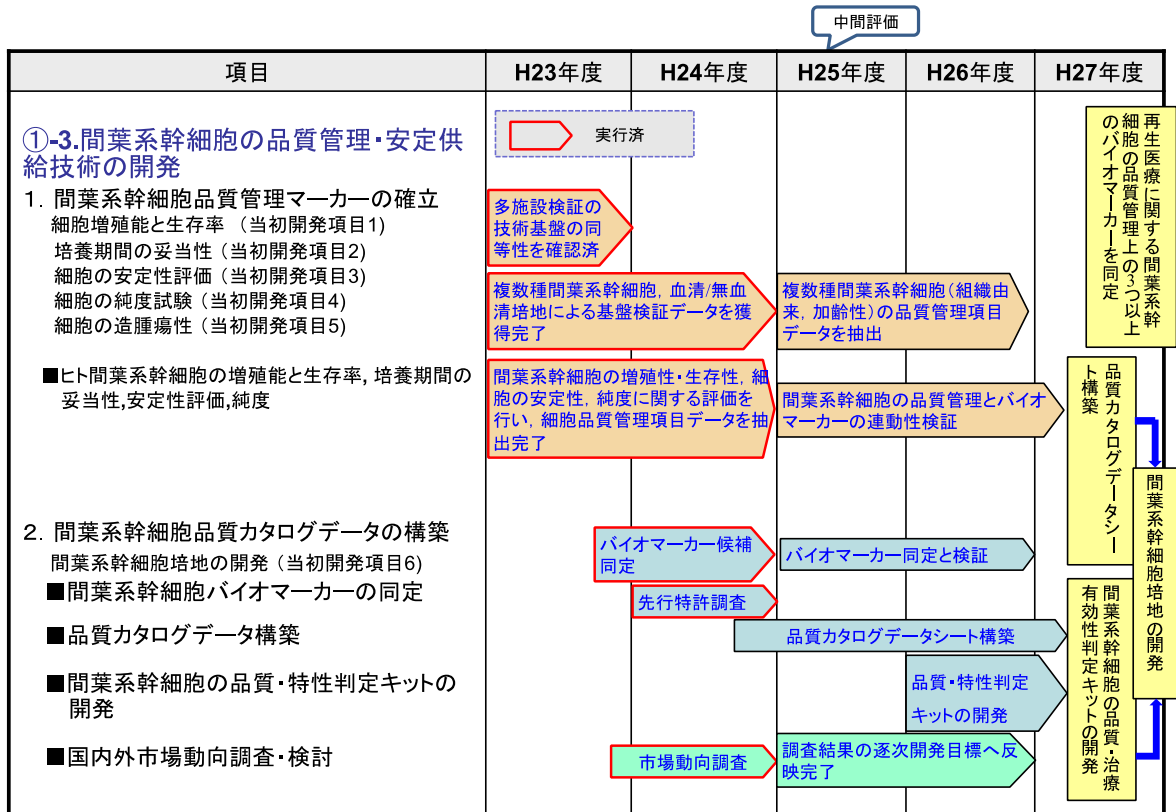 中間評価
項目
H23年度
H24年度
H25年度
H26年度
H27年度
実行済
①-3.間葉系幹細胞の品質管理・安定供
給技術の開発
1. 間葉系幹細胞品質管理マーカーの確立
細胞増殖能と生存率 （当初開発項目1）
培養期間の妥当性（当初開発項目2）
細胞の安定性評価（当初開発項目3）
細胞の純度試験（当初開発項目4）
細胞の造腫瘍性（当初開発項目5）
■ヒト間葉系幹細胞の増殖能と生存率, 培養期間の
妥当性,安定性評価,純度
多施設検証の
技術基盤の同
等性を確認済
複数種間葉系幹細胞, 血清/無血
清培地による基盤検証データを獲
得完了
複数種間葉系幹細胞（組織由
来, 加齢性）の品質管理項目
データを抽出
間葉系幹細胞の増殖性・生存性, 細
胞の安定性, 純度に関する評価を
行い, 細胞品質管理項目データを抽
出完了
間葉系幹細胞の品質管理とバイオ
マーカーの連動性検証
再生医療に関する間葉系幹
細胞の品質管理上の3つ以上
のバイオマーカーを同定
品質カタログデータシー
ト構築
間葉系幹細胞培地の開発
2. 間葉系幹細胞品質カタログデータの構築
間葉系幹細胞培地の開発（当初開発項目6）
■間葉系幹細胞バイオマーカーの同定
■品質カタログデータ構築
■間葉系幹細胞の品質・特性判定キットの
開発
■国内外市場動向調査・検討
バイオマーカー候補
同定
バイオマーカー同定と検証
先行特許調査
品質カタログデータシート構築
品質・特性判定
キットの開発
市場動向調査
調査結果の逐次開発目標へ反
映完了
間葉系幹細胞の品質・治療
有効性判定キットの開発